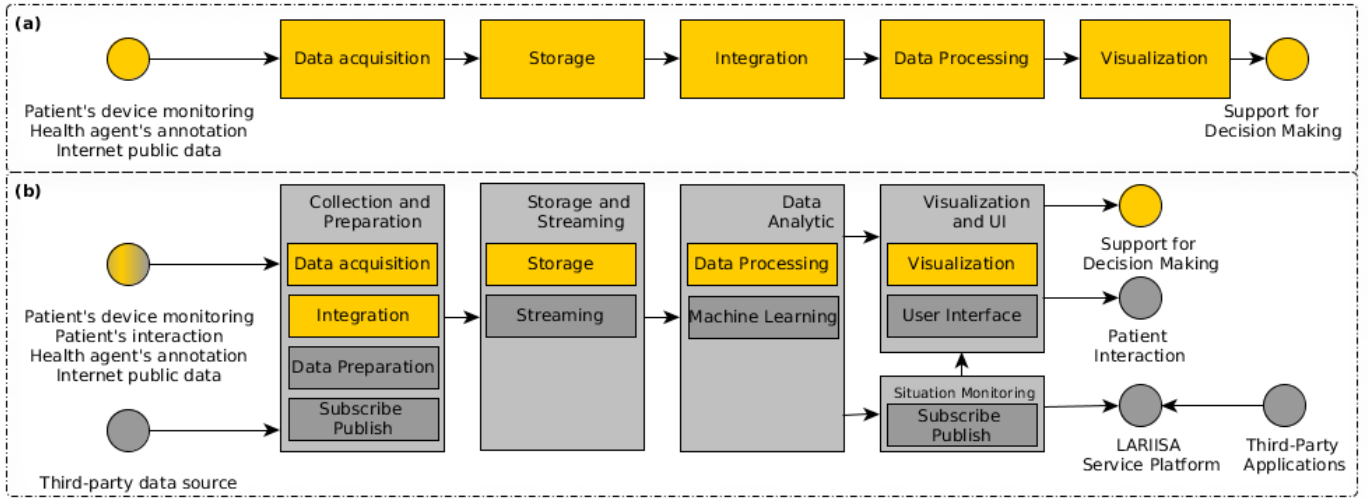 (a)
Data acquisition
Storage
Integration
Data Processing
Visualization
Patient's device monitoring
Health agent's annotation
Internet public data
Support for
Decision Making
(b)
Collection and
Preparation
Data acquisition
Integration
Data Preparation
Subscribe
Publish
Storage and
Streaming
Storage
Streaming
Data
Analytic
Data Processing
Machine Learning
Visualization
and UI
Visualization
User Interface
Situation Monitoring
Subscribe
Publish
Patient's device monitoring
Patient's interaction
Health agent's annotation
Internet public data
Third-party data source
Support for
Decision Making
Patient
Interaction
LARIISA
Service Platform
Third-Party
Applications